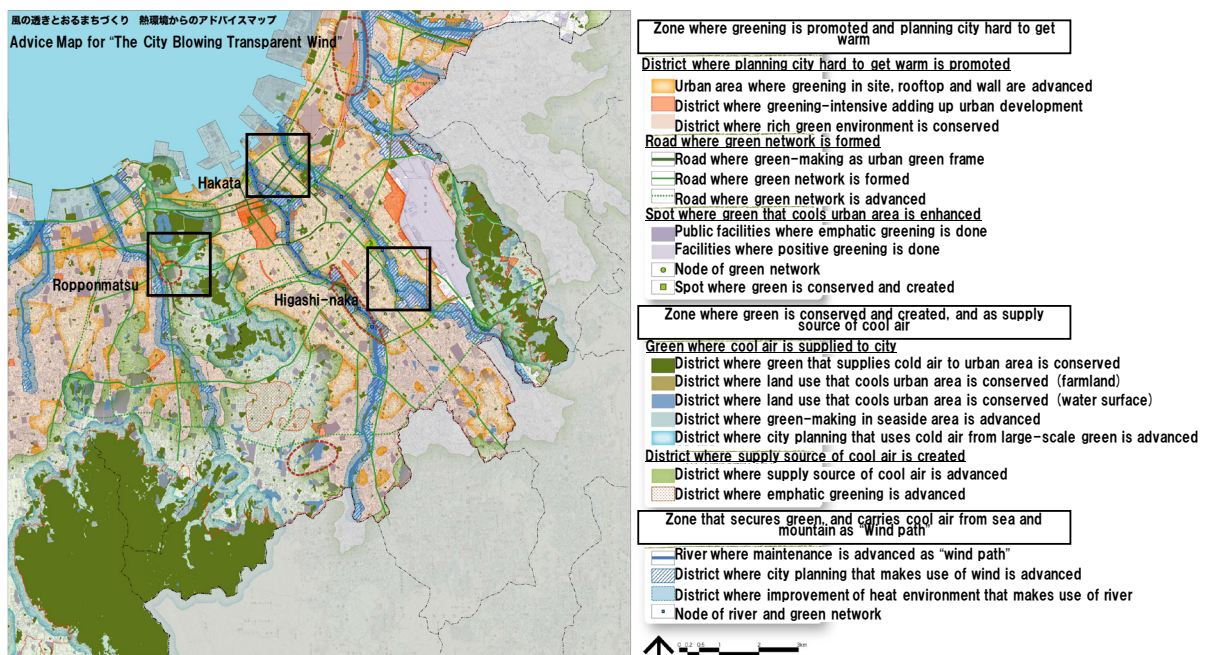 風の透きとおるまちづくり 熱環境からのアドバイスマップ
Advice Map for "The City Blowing Transparent Wind"
Hakata
Ropponmatsu
Higashi-naka
Zone where greening is promoted and planning city hard to get
warm
District where planning city hard to get warm is promoted
Urban area where greening in site, rooftop and wall are advanced
District where greening-intensive adding up urban development
District where rich green environment is conserved
Road where green network is formed
Road where green-making as urban green frame
Road where green network is formed
Road where green network is advanced
Spot where green that cools urban area is enhanced
Public facilities where emphatic greening is done
Facilities where positive greening is done
Node of green network
Spot where green is conserved and created
Zone where green is conserved and created, and as supply
source of cool air
Green where cool air is supplied to city
District where green that supplies cold air to urban area is conserved
District where land use that cools urban area is conserved (farmland)
District where land use that cools urban area is conserved (water surface)
District where green-making in seaside area is advanced
District where city planning that uses cold air from large-scale green is advanced
District where supply source of cool air is created
District where supply source of cool air is advanced
District where emphatic greening is advanced
Zone that secures green, and carries cool air from sea and
mountain as "Wind path"
River where maintenance is advanced as "wind path"
District where city planning that makes use of wind is advanced
District where improvement of heat environment that makes use of river
Node of river and green network
0 0.2 0.5 1 2 3km